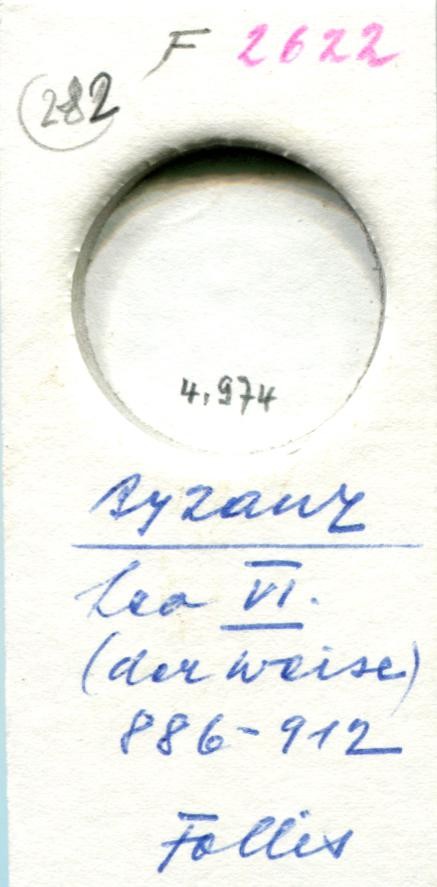 F 2622
282
4,974
Byzanz
Leo VI.
(der Weise)
886-912
Follis